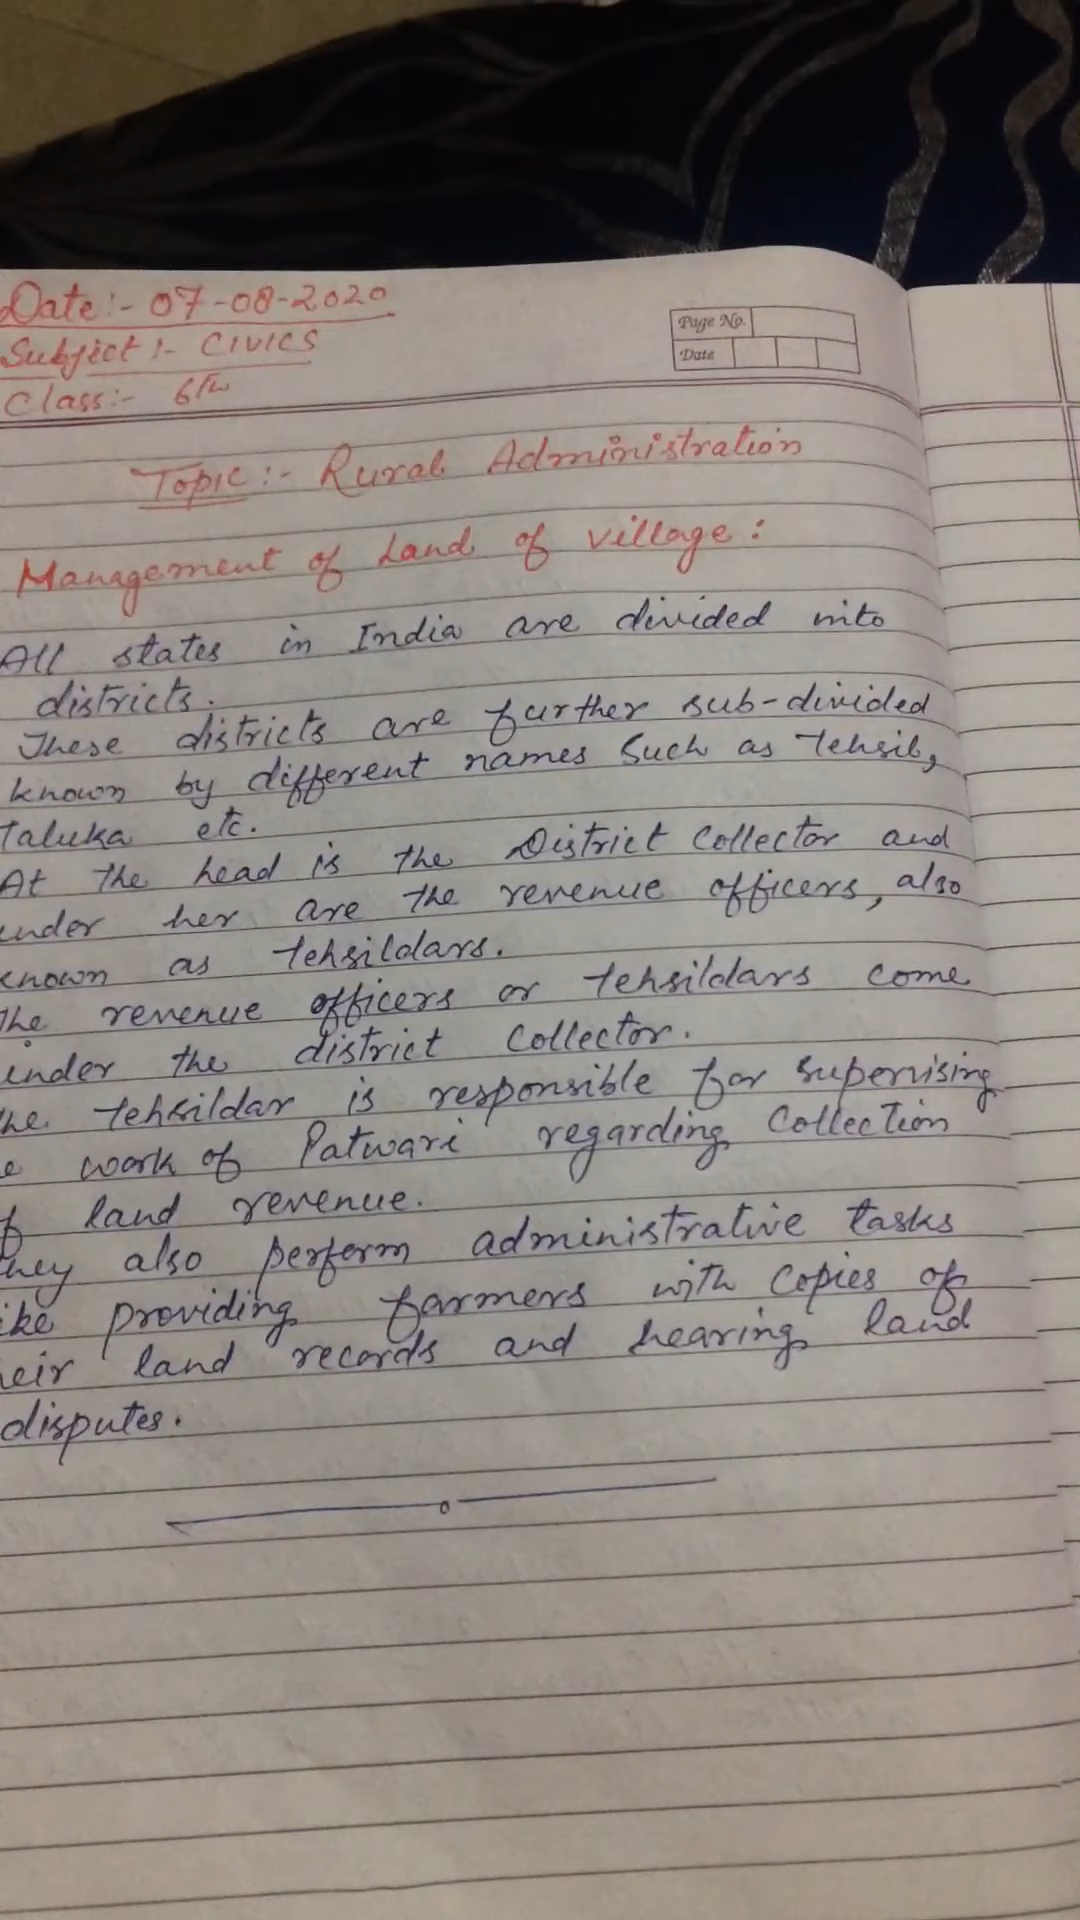 Date:- 07-08-2020
Page No.
Subject :- CIVICS
Date
Class:- 6th
Topic :- Rural Administration
Management of Land of village :
All states in India are divided into
districts.
These districts are further sub-divided
known by different names such as Tehsil,
taluka etc.
At the head is the District Collector and
under her are the revenue officers, also
known as tehsildars.
The revenue officers or tehsildars come
under the district Collector.
he tehsildar is responsible for supervising
e work of Patwari regarding Collection
f land revenue.
hey also perform administrative tasks
ike providing farmers with Copies of
heir land records and hearing land
disputes.